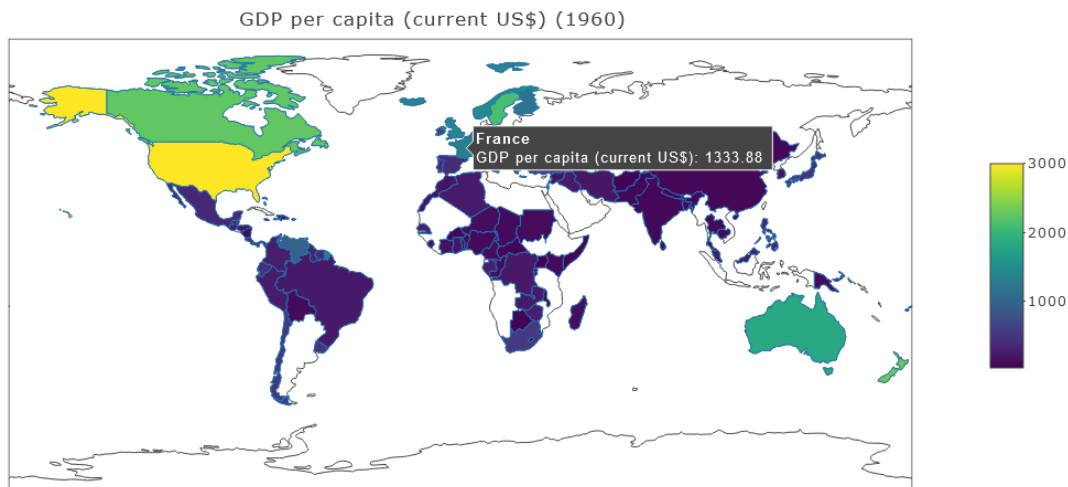 GDP per capita (current US$) (1960)
France
GDP per capita (current US$): 1333.88
3000
2000
1000